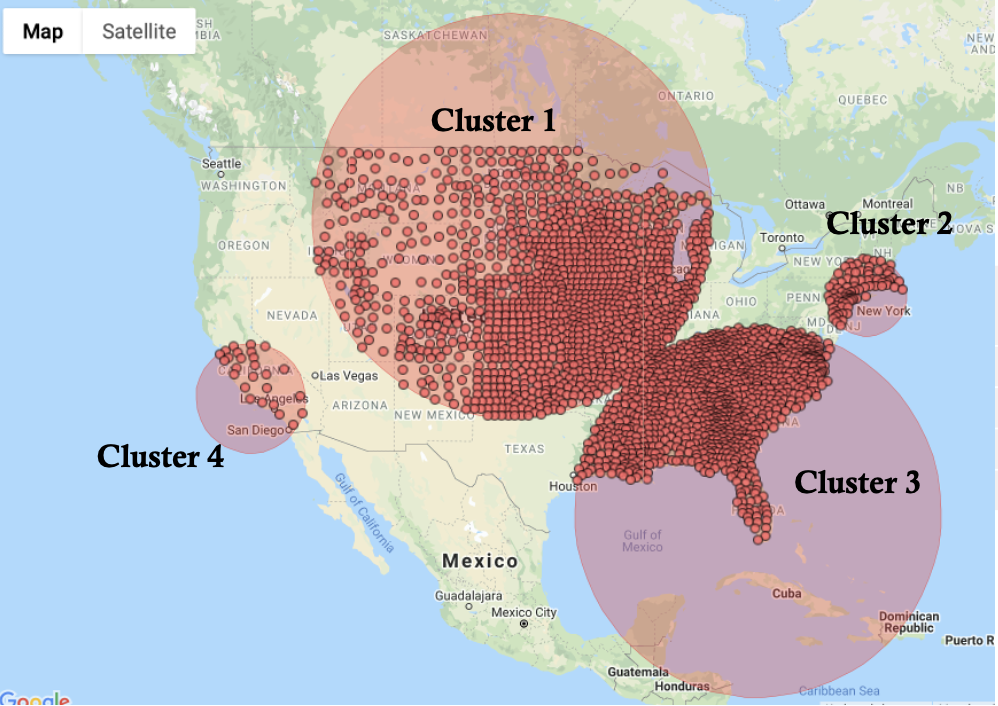 Map
Satellite
SASKATCHEWAN
Cluster 1
ONTARIO
QUEBEC
Seattle
WASHINGTON
MONTANA
NB
Ottawa
Montreal
Cluster 2
Toronto
OREGON
NH
NEW YO
PENN
OHIO
New York
NEVADA
MD
NJ
Las Vegas
Los Angeles
ARIZONA
NEW MEXICO
San Diego
Cluster 4
TEXAS
Houston
Cluster 3
Gulf of
California
Gulf of
Mexico
Mexico
Cuba
Guadalajara
Mexico City
Dominican
Republic
Puerto R
Guatemala
Honduras
Caribbean Sea
Google